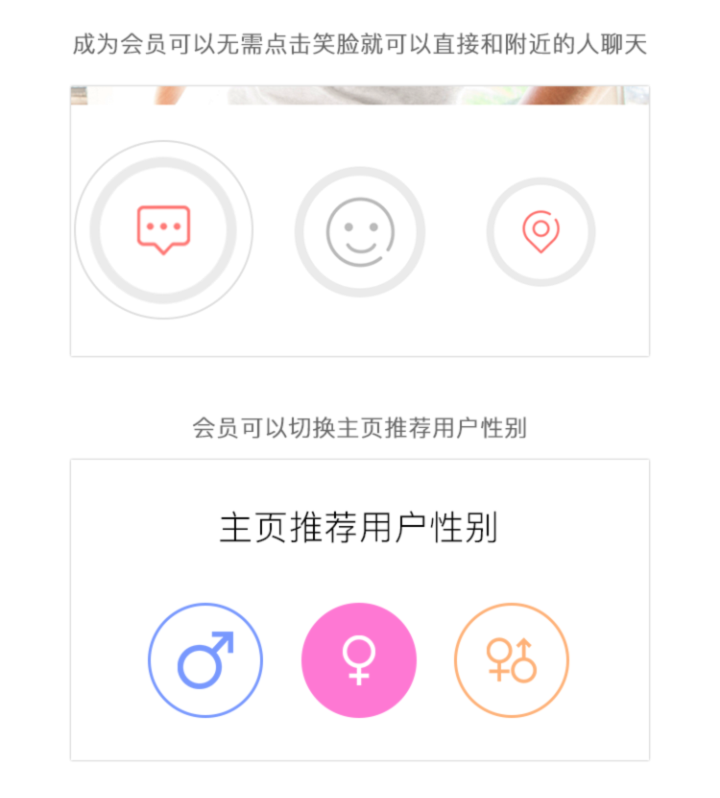 成为会员可以无需点击笑脸就可以直接和附近的人聊天
会员可以切换主页推荐用户性别
主页推荐用户性别